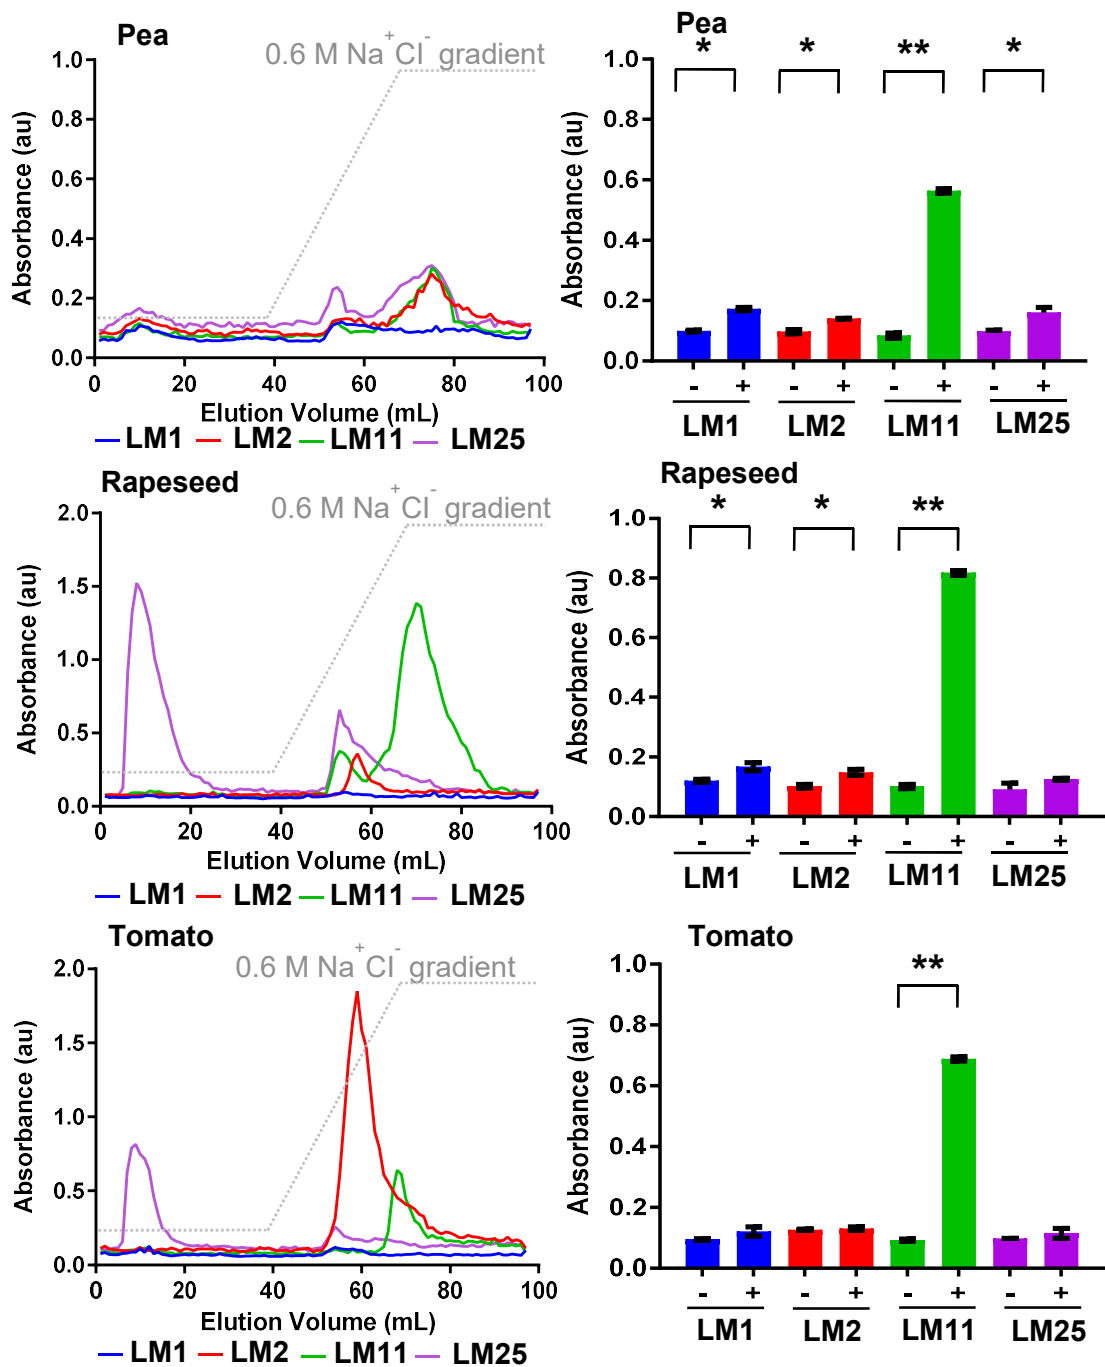 Pea
0.6 M Na+Cl- gradient
Absorbance (au)
1.0
0.8
0.6
0.4
0.2
0.0
0 20 40 60 80 100
Elution Volume (mL)
LM1 LM2 LM11 LM25
Pea
* * ** *
Absorbance (au)
1.0
0.8
0.6
0.4
0.2
0.0
- + - + - + - +
LM1 LM2 LM11 LM25
Rapeseed
0.6 M Na+Cl- gradient
Absorbance (au)
2.0
1.5
1.0
0.5
0.0
0 20 40 60 80 100
Elution Volume (mL)
LM1 LM2 LM11 LM25
Rapeseed
* * **
Absorbance (au)
1.0
0.8
0.6
0.4
0.2
0.0
- + - + - + - +
LM1 LM2 LM11 LM25
Tomato
0.6 M Na+Cl- gradient
Absorbance (au)
2.0
1.5
1.0
0.5
0.0
0 20 40 60 80 100
Elution Volume (mL)
LM1 LM2 LM11 LM25
Tomato
**
Absorbance (au)
1.0
0.8
0.6
0.4
0.2
0.0
- + - + - + - +
LM1 LM2 LM11 LM25